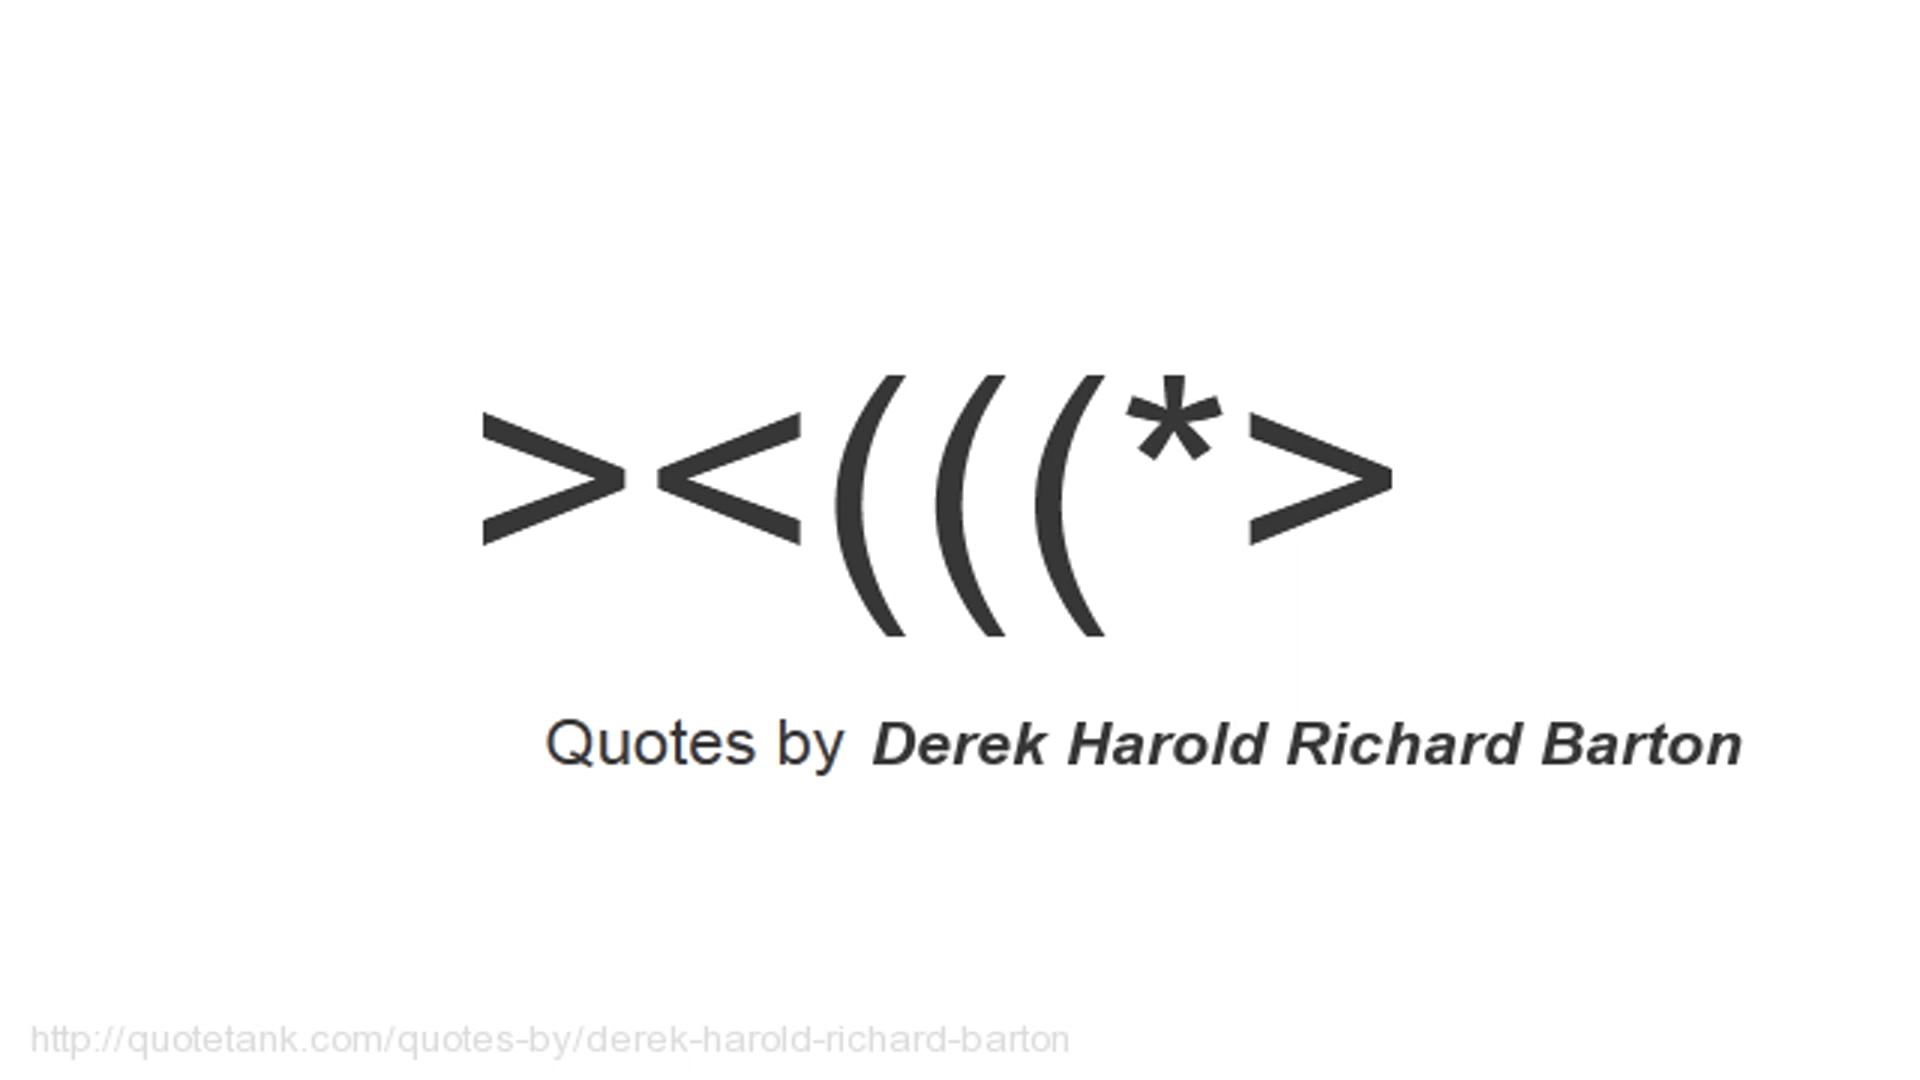 ><(((*>
Quotes by Derek Harold Richard Barton
http://quotetank.com/quotes-by/derek-harold-richard-barton